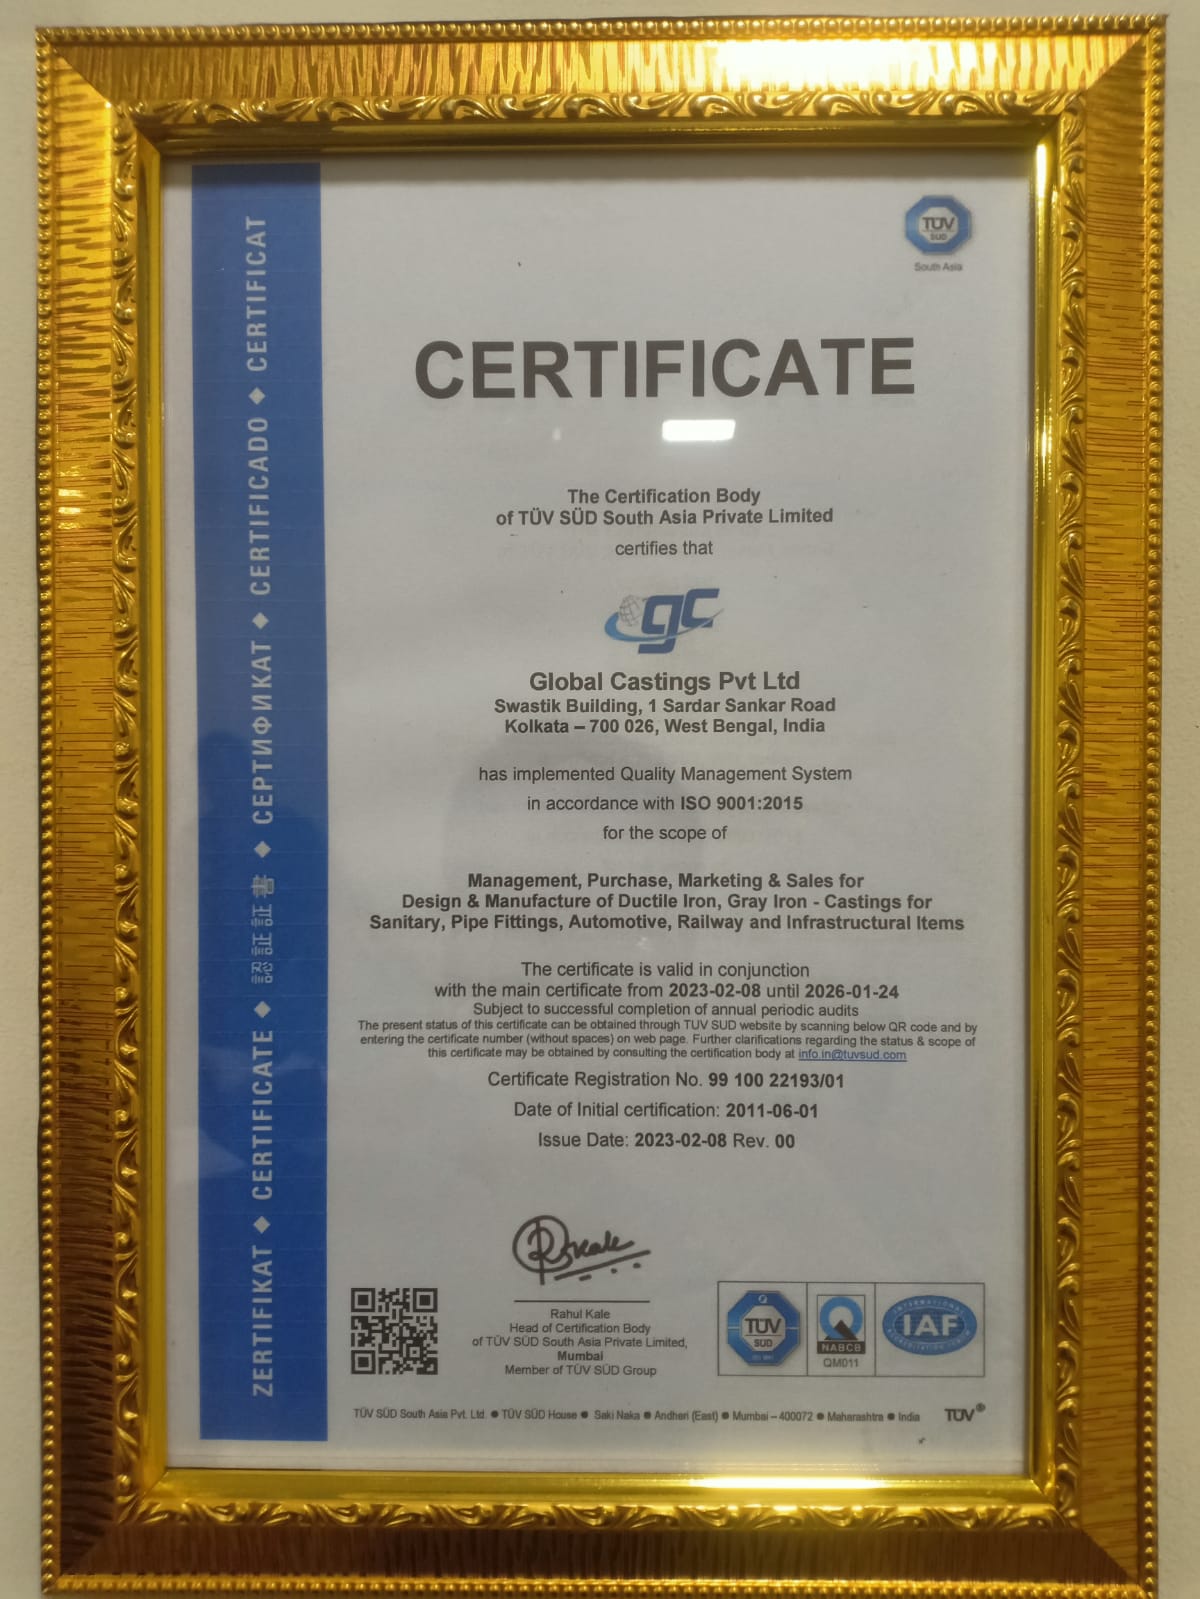 TÜV
SÜD
South Asia
ZERTIFIKAT ◆ CERTIFICATE ◆ 認証証書 ◆ СЕРТИФИКАТ ◆ CERTIFICADO ◆ CERTIFICAT
CERTIFICATE
The Certification Body
of TÜV SÜD South Asia Private Limited
certifies that
gc
Global Castings Pvt Ltd
Swastik Building, 1 Sardar Sankar Road
Kolkata – 700 026, West Bengal, India
has implemented Quality Management System
in accordance with ISO 9001:2015
for the scope of
Management, Purchase, Marketing & Sales for
Design & Manufacture of Ductile Iron, Gray Iron - Castings for
Sanitary, Pipe Fittings, Automotive, Railway and Infrastructural Items
The certificate is valid in conjunction
with the main certificate from 2023-02-08 until 2026-01-24
Subject to successful completion of annual periodic audits
The present status of this certificate can be obtained through TUV SUD website by scanning below QR code and by
entering the certificate number (without spaces) on web page. Further clarifications regarding the status & scope of
this certificate may be obtained by consulting the certification body at info.in@tuvsud.com
Certificate Registration No. 99 100 22193/01
Date of Initial certification: 2011-06-01
Issue Date: 2023-02-08 Rev. 00
Rahul Kale
Head of Certification Body
of TÜV SÜD South Asia Private Limited,
Mumbai
Member of TÜV SÜD Group
TÜV
SÜD
NABCB
QM011
INTERNATIONAL
IAF
ACCREDITATION FORUM
TÜV SÜD South Asia Pvt. Ltd. ● TÜV SÜD House ● Saki Naka ● Andheri (East) ● Mumbai – 400072 ● Maharashtra ● India TÜV®